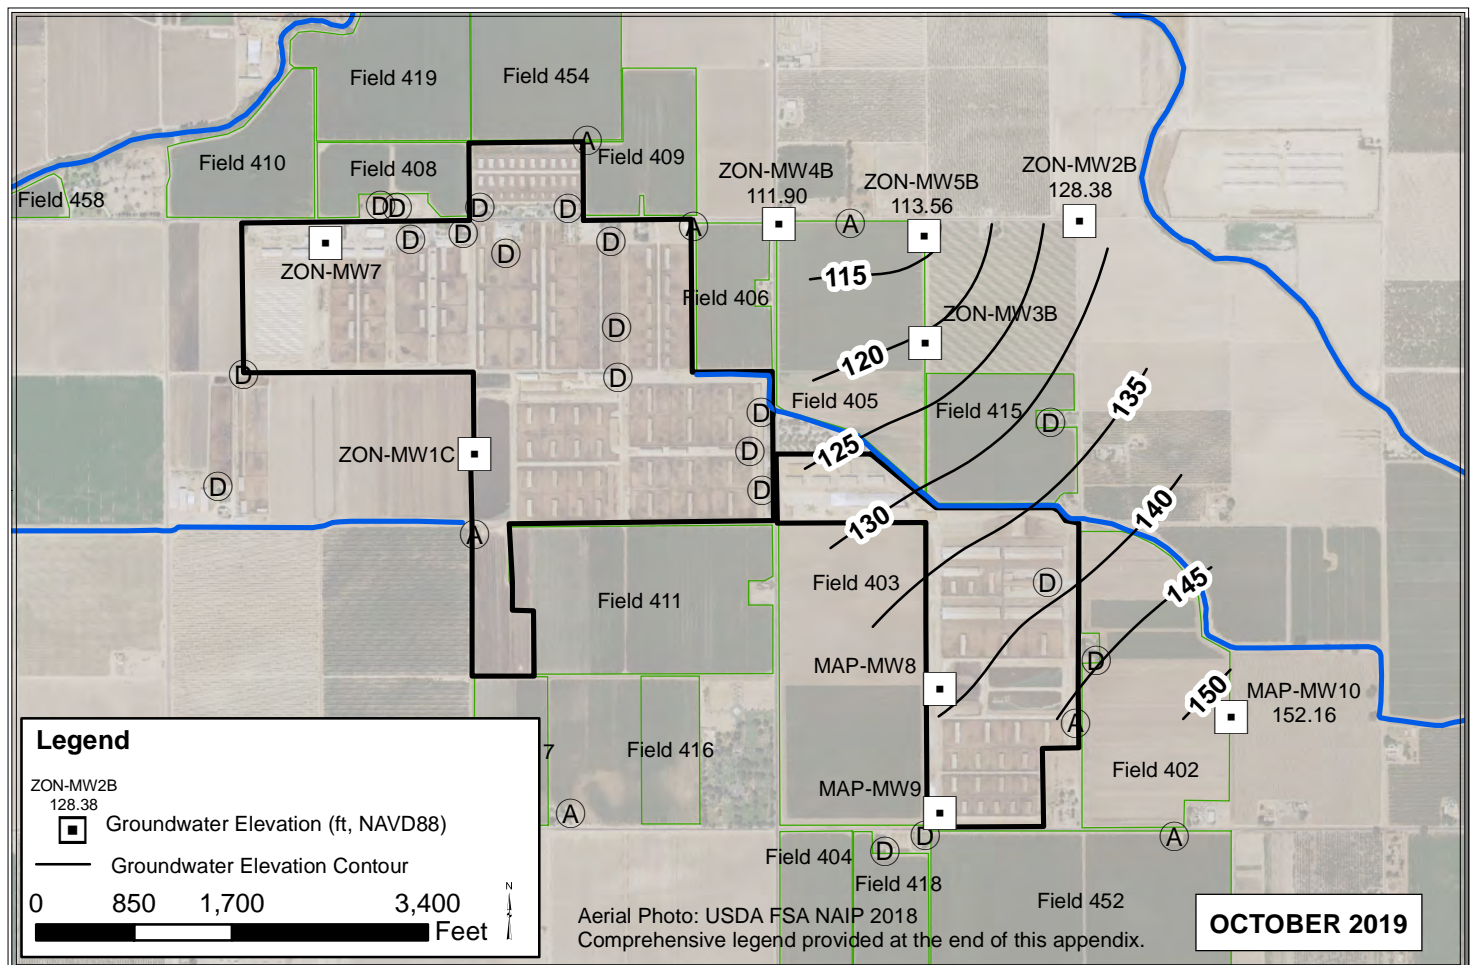 Field 419
Field 454
Field 410
Field 408
A
Field 409
Field 458
ZON-MW4B
111.90
ZON-MW5B
113.56
ZON-MW2B
128.38
D
D
D
D
D
D
D
D
A
A
ZON-MW7
115
Field 406
ZON-MW3B
D
120
D
D
Field 405
135
D
Field 415
D
ZON-MW1C
D
125
D
D
130
140
A
Field 411
Field 403
D
145
MAP-MW8
D
150
MAP-MW10
152.16
A
7
Field 416
Field 402
MAP-MW9
A
D
A
D
Field 404
Field 418
Field 452
Legend
ZON-MW2B
128.38
Groundwater Elevation (ft, NAVD88)
Groundwater Elevation Contour
0 850 1,700 3,400
Feet
N
Aerial Photo: USDA FSA NAIP 2018
Comprehensive legend provided at the end of this appendix.
OCTOBER 2019